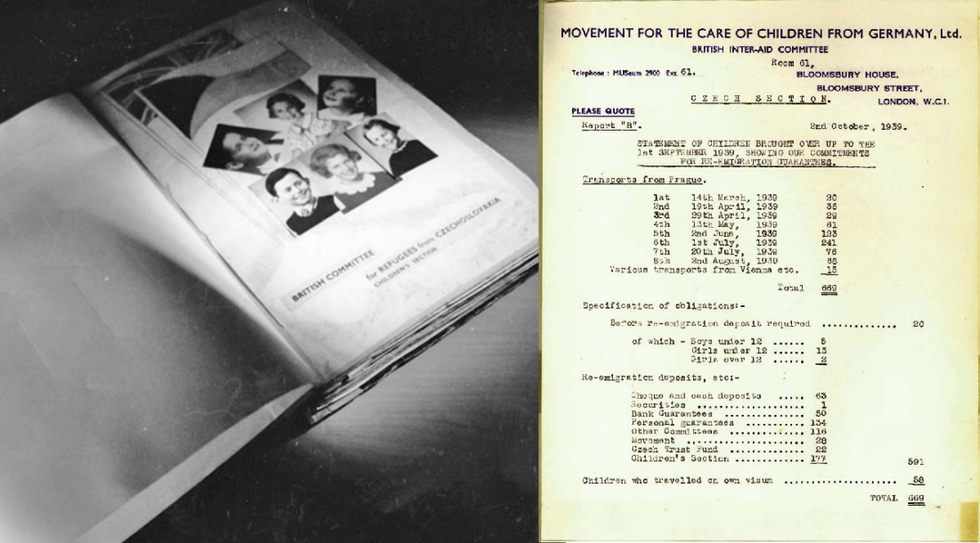 BRITISH COMMITTEE
for REFUGEES from CZECHOSLOVAKIA
CHILDREN'S SECTION
MOVEMENT FOR THE CARE OF CHILDREN FROM GERMANY, Ltd.
BRITISH INTER-AID COMMITTEE
Room 61,
Telephone: MUSeum 2900 Ext. 61.
BLOOMSBURY HOUSE,
BLOOMSBURY STREET,
CZECH SECTION.
LONDON, W.C.1.
PLEASE QUOTE
Report "B".
2nd October, 1939.
STATEMENT OF CHILDREN BROUGHT OVER UP TO THE
1st SEPTEMBER 1939, SHOWING OUR COMMITMENTS
FOR RE-EMIGRATION GUARANTEES.
Transports from Prague.
1st 14th March, 1939 20
2nd 19th April, 1939 36
3rd 29th April, 1939 29
4th 13th May, 1939 61
5th 2nd June, 1939 123
6th 1st July, 1939 241
7th 20th July, 1939 76
8th 2nd August, 1939 68
Various transports from Vienna etc. 15
Total 669
Specification of obligations:-
Before re-emigration deposit required .............. 20
of which - Boys under 12 ...... 5
Girls under 12 ...... 13
Girls over 12 ...... 2
Re-emigration deposits, etc:-
Cheque and cash deposits ..... 63
Securities .................. 1
Bank Guarantees ............. 50
Personal guarantees ......... 134
Other Committees ............ 116
Movement .................... 28
Czech Trust Fund ............ 22
Children's Section .......... 177
591
Children who travelled on own visum .................. 58
TOTAL 669